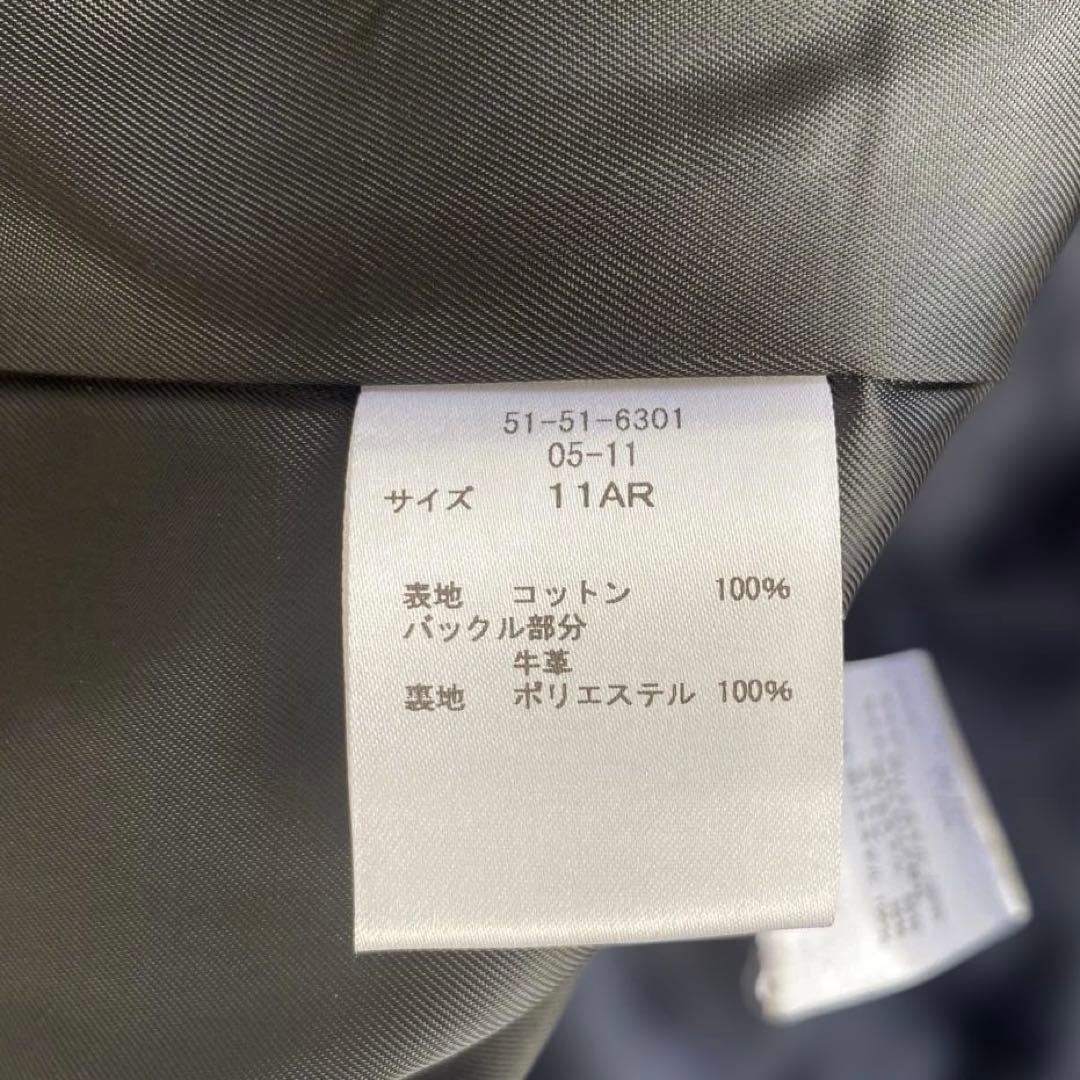 51-51-6301
05-11
サイズ 11AR
表地 コットン 100%
バックル部分
牛革
裏地 ポリエステル 100%